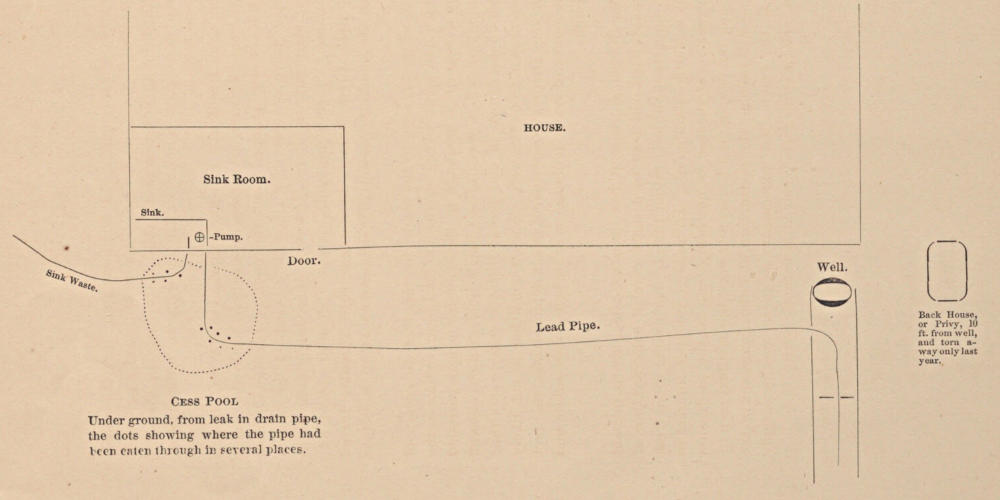 HOUSE.
Sink Room.
Sink.
-Pump.
Door.
Sink Waste.
Well.
Lead Pipe.
Back House,
or Privy, 10
ft. from well,
and torn a-
way only last
year.
CESS POOL
Under ground, from leak in drain pipe,
the dots showing where the pipe had
been eaten through in several places.